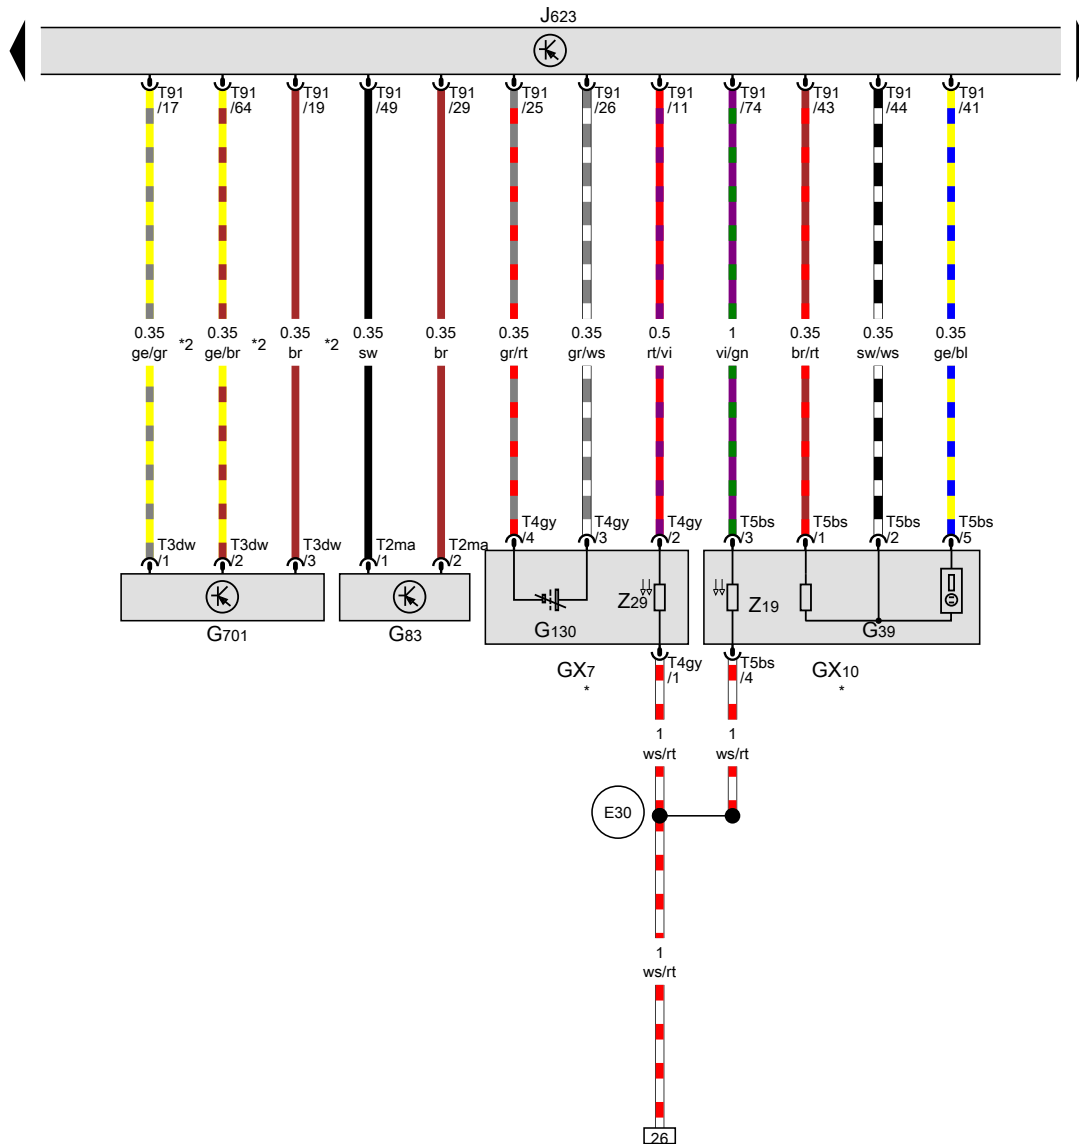 J623
T91 T91 T91 T91 T91 T91 T91 T91 T91 T91 T91 T91
/17 /64 /19 /49 /29 /25 /26 /11 /74 /43 /44 /41
0.35 0.35 0.35 0.35 0.35 0.35 0.35 0.5 1 0.35 0.35 0.35
ge/gr *2 ge/br *2 br *2 sw br gr/rt gr/ws rt/vi vi/gn br/rt sw/ws ge/bl
T4gy T4gy T4gy T5bs T5bs T5bs T5bs
/4 /3 /2 /3 /1 /2 /5
T3dw T3dw T3dw T2ma T2ma
/1 /2 /3 /1 /2
Z29 Z19
G701 G83 G130 G39
T4gy T5bs
/1 /4
GX7 GX10
* *
1 1
ws/rt ws/rt
E30
1
ws/rt
26